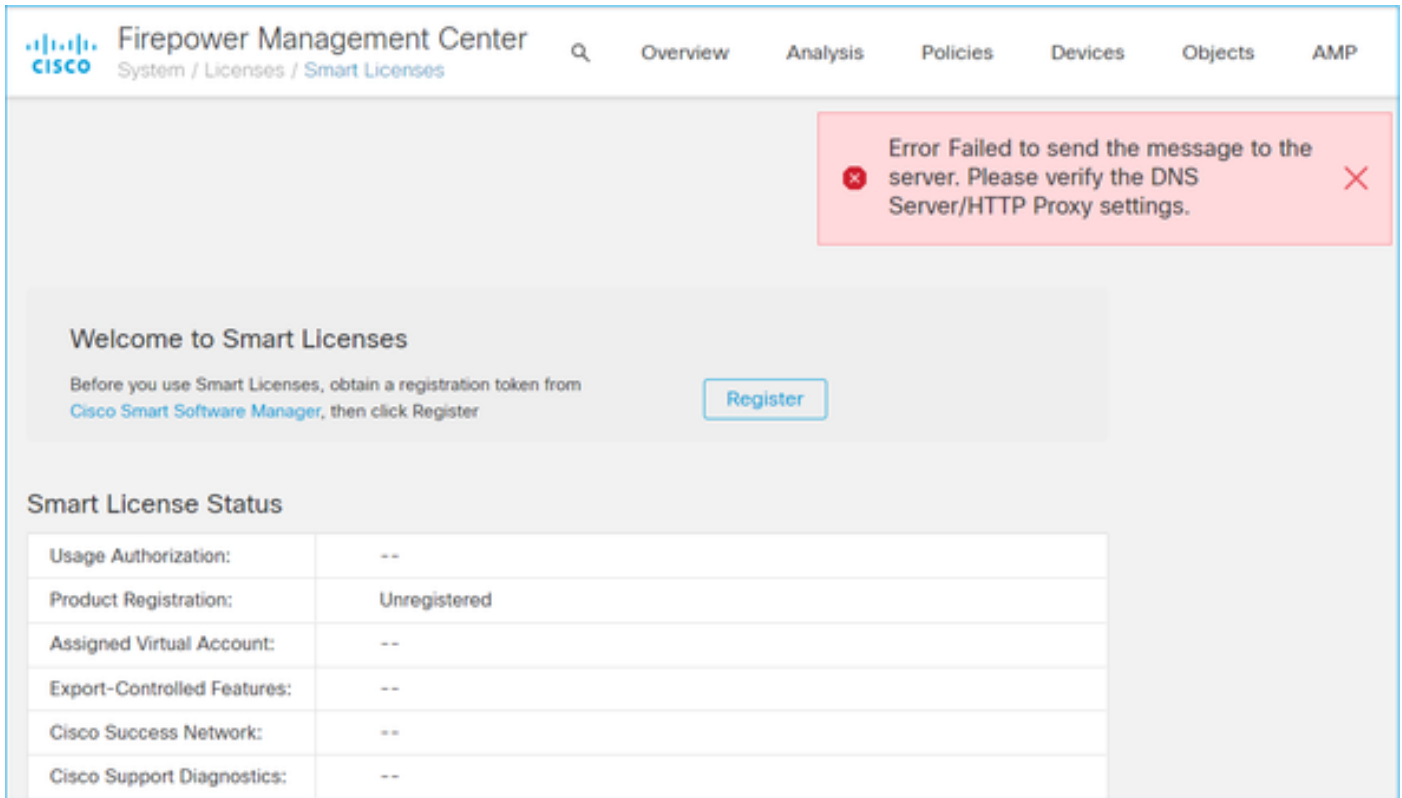 CISCO
Firepower Management Center
System / Licenses / Smart Licenses
Overview
Analysis
Policies
Devices
Objects
AMP
Error Failed to send the message to the
server. Please verify the DNS
Server/HTTP Proxy settings.
Welcome to Smart Licenses
Before you use Smart Licenses, obtain a registration token from
Cisco Smart Software Manager, then click Register
Register
Smart License Status
Usage Authorization: --
Product Registration: Unregistered
Assigned Virtual Account: --
Export-Controlled Features: --
Cisco Success Network: --
Cisco Support Diagnostics: --